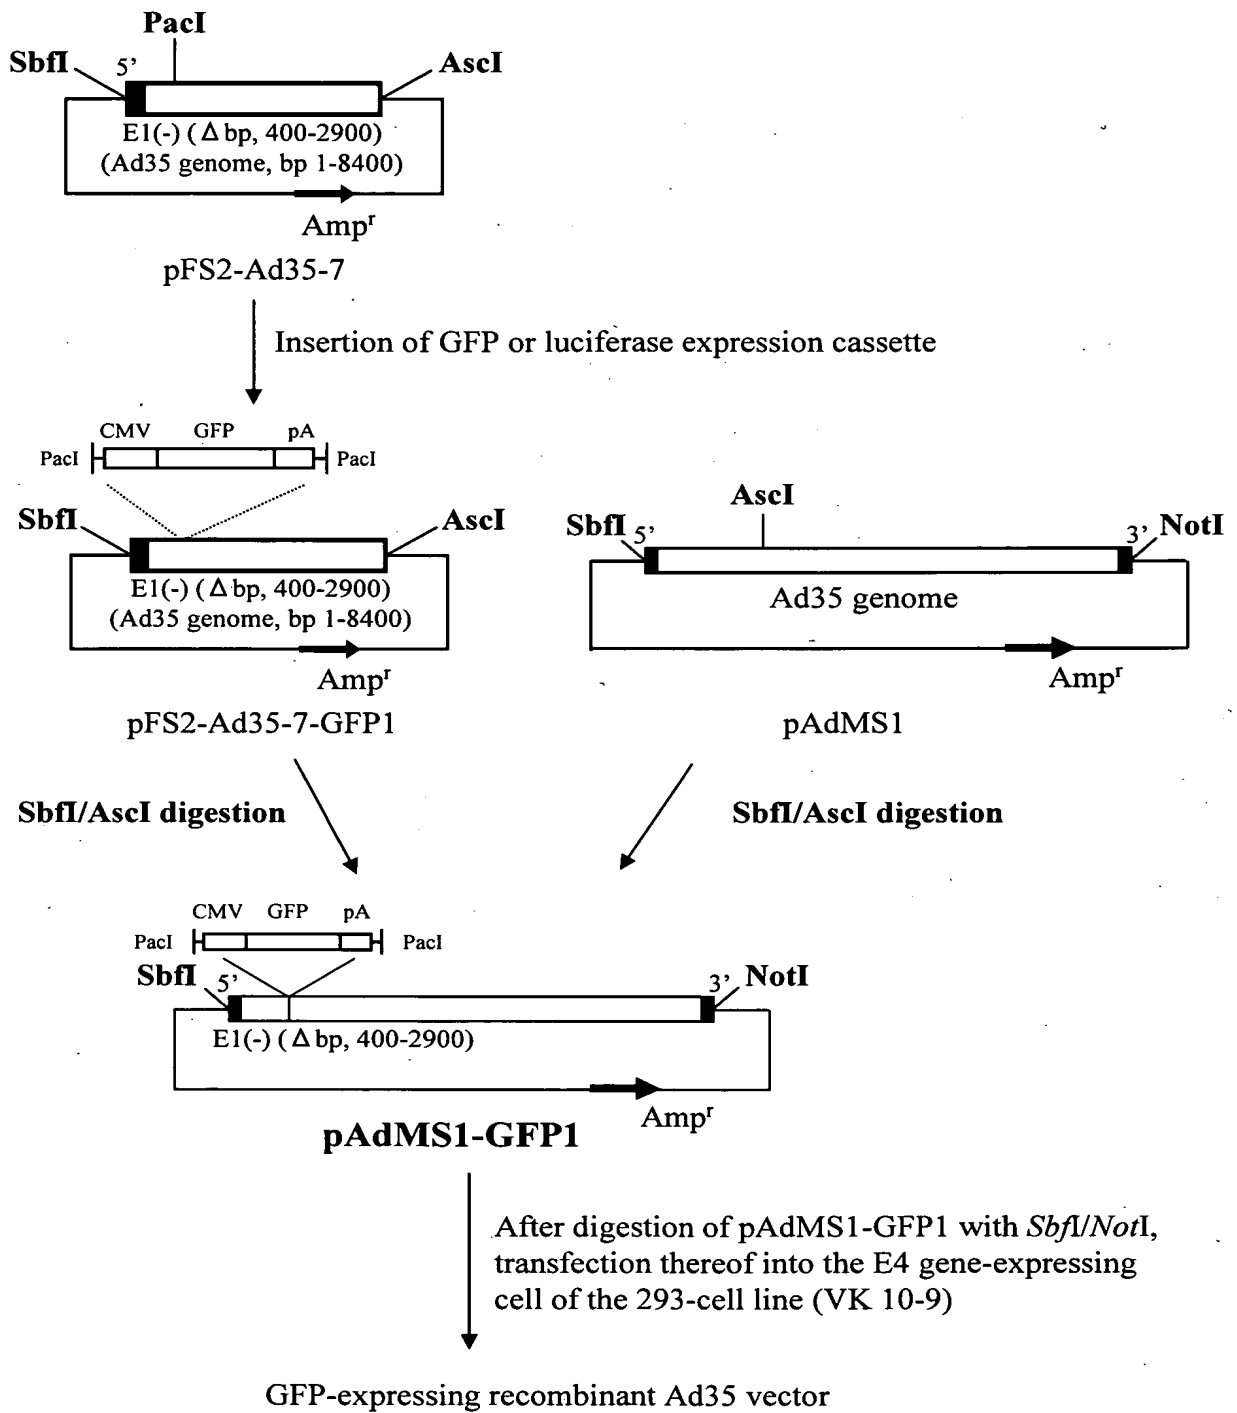 PacI
SbfI
5'
AscI
E1(-) (Δbp, 400-2900)
(Ad35 genome, bp 1-8400)
Ampr
pFS2-Ad35-7
Insertion of GFP or luciferase expression cassette
CMV GFP pA
PacI PacI
SbfI
AscI
E1(-) (Δbp, 400-2900)
(Ad35 genome, bp 1-8400)
Ampr
pFS2-Ad35-7-GFP1
AscI
SbfI 5' 3' NotI
Ad35 genome
Ampr
pAdMS1
SbfI/AscI digestion
SbfI/AscI digestion
CMV GFP pA
PacI PacI
SbfI 5' 3' NotI
E1(-) (Δbp, 400-2900)
Ampr
pAdMS1-GFP1
After digestion of pAdMS1-GFP1 with SbfI/NotI,
transfection thereof into the E4 gene-expressing
cell of the 293-cell line (VK 10-9)
GFP-expressing recombinant Ad35 vector